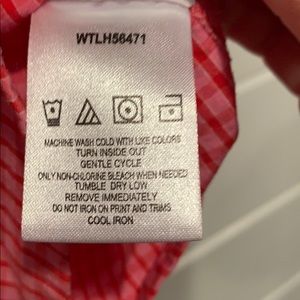 WTLH56471
MACHINE WASH COLD WITH LIKE COLORS
TURN INSIDE OUT
GENTLE CYCLE
ONLY NON-CHLORINE BLEACH WHEN NEEDED
TUMBLE DRY LOW
REMOVE IMMEDIATELY
DO NOT IRON ON PRINT AND TRIMS
COOL IRON